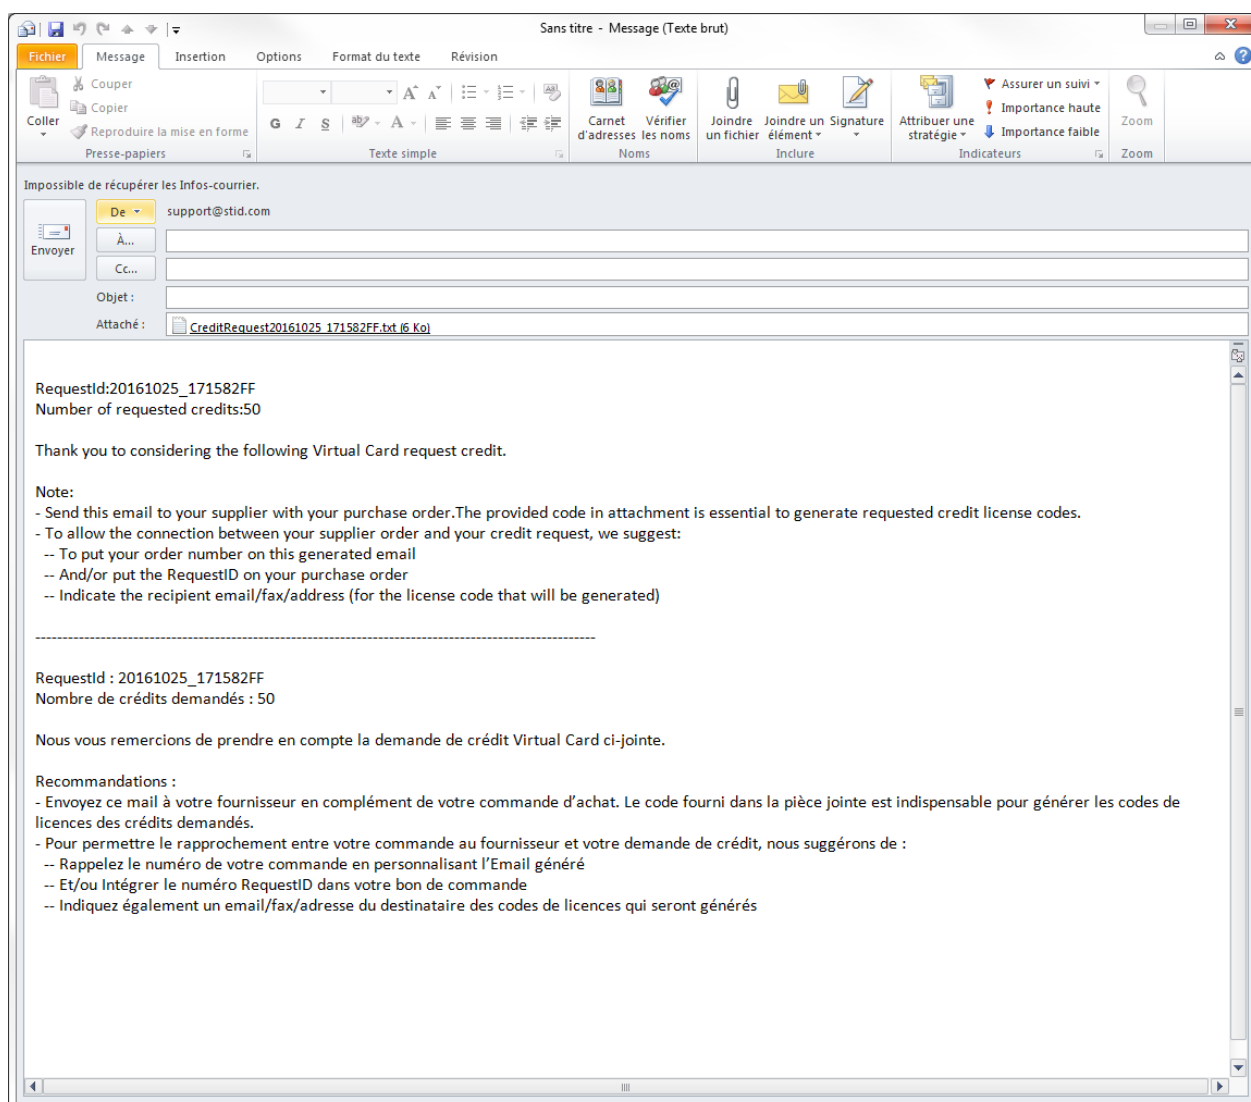 Sans titre - Message (Texte brut)
Fichier Message Insertion Options Format du texte Révision
Coller
Couper
Copier
Reproduire la mise en forme
Presse-papiers
G I S
Texte simple
Carnet d'adresses
Vérifier les noms
Noms
Joindre un fichier
Joindre un élément
Signature
Inclure
Attribuer une stratégie
Assurer un suivi
Importance haute
Importance faible
Indicateurs
Zoom
Zoom
Impossible de récupérer les Infos-courrier.
Envoyer
De support@stid.com
À...
Cc...
Objet :
Attaché : CreditRequest20161025_171582FF.txt (6 Ko)
RequestId:20161025_171582FF
Number of requested credits:50
Thank you to considering the following Virtual Card request credit.
Note:
- Send this email to your supplier with your purchase order.The provided code in attachment is essential to generate requested credit license codes.
- To allow the connection between your supplier order and your credit request, we suggest:
-- To put your order number on this generated email
-- And/or put the RequestID on your purchase order
-- Indicate the recipient email/fax/address (for the license code that will be generated)
--------------------------------------------------------------------------------------------------------
RequestId : 20161025_171582FF
Nombre de crédits demandés : 50
Nous vous remercions de prendre en compte la demande de crédit Virtual Card ci-jointe.
Recommandations :
- Envoyez ce mail à votre fournisseur en complément de votre commande d’achat. Le code fourni dans la pièce jointe est indispensable pour générer les codes de
licences des crédits demandés.
- Pour permettre le rapprochement entre votre commande au fournisseur et votre demande de crédit, nous suggérons de :
-- Rappelez le numéro de votre commande en personnalisant l’Email généré
-- Et/ou Intégrer le numéro RequestID dans votre bon de commande
-- Indiquez également un email/fax/adresse du destinataire des codes de licences qui seront générés